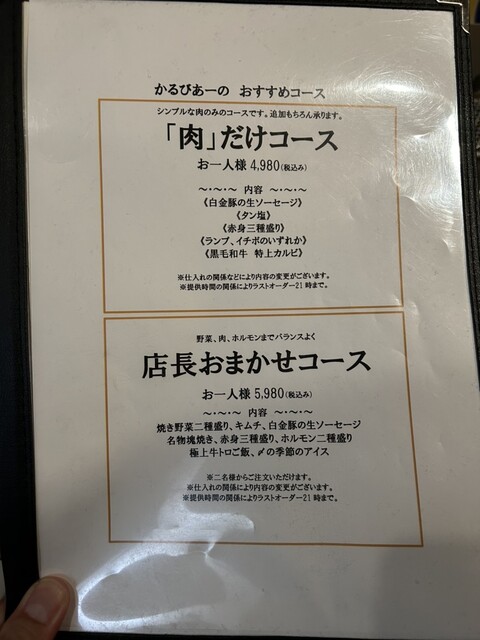 かるびあーの おすすめコース
シンプルな肉のみのコースです。追加もちろん承ります。
「肉」だけコース
お一人様 4,980(税込み)
～・～・～ 内容 ～・～・～
《白金豚の生ソーセージ》
《タン塩》
《赤身三種盛り》
《ランプ、イチボのいずれか》
《黒毛和牛 特上カルビ》
※仕入れの関係などにより内容の変更がございます。
※提供時間の関係によりラストオーダー21時まで。
野菜、肉、ホルモンまでバランスよく
店長おまかせコース
お一人様 5,980(税込み)
～・～・～ 内容 ～・～・～
焼き野菜二種盛り、キムチ、白金豚の生ソーセージ
名物塊焼き、赤身三種盛り、ホルモン二種盛り
極上牛トロご飯、〆の季節のアイス
※二名様からご注文いただけます。
※仕入れの関係により内容の変更がございます。
※提供時間の関係によりラストオーダー21時まで。